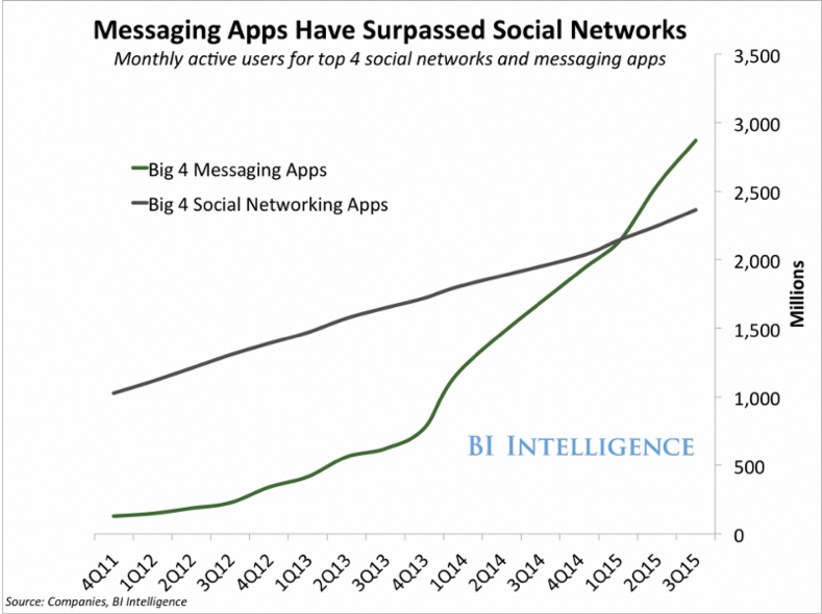 Messaging Apps Have Surpassed Social Networks
Monthly active users for top 4 social networks and messaging apps
Big 4 Messaging Apps
Big 4 Social Networking Apps
3,500
3,000
2,500
2,000
1,500
1,000
500
0
Millions
BI INTELLIGENCE
4Q11
1Q12
2Q12
3Q12
4Q12
1Q13
2Q13
3Q13
4Q13
1Q14
2Q14
3Q14
4Q14
1Q15
2Q15
3Q15
Source: Companies, BI Intelligence